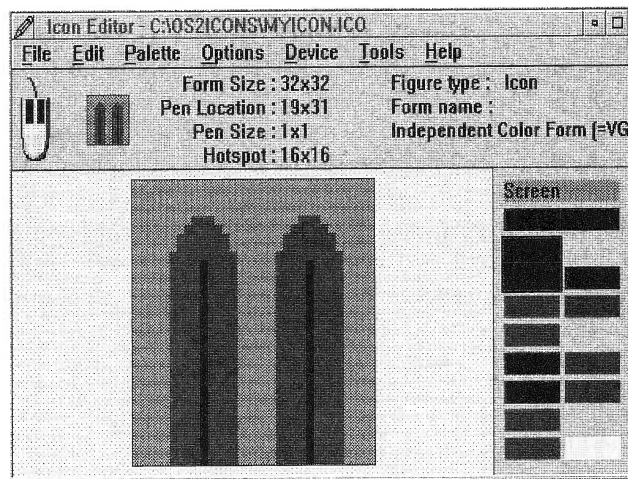 Icon Editor - C:\OS2ICONS\MYICON.ICO
File Edit Palette Options Device Tools Help
Form Size : 32x32 Figure type : Icon
Pen Location : 19x31 Form name :
Pen Size : 1x1 Independent Color Form (=VG
Hotspot : 16x16
Screen